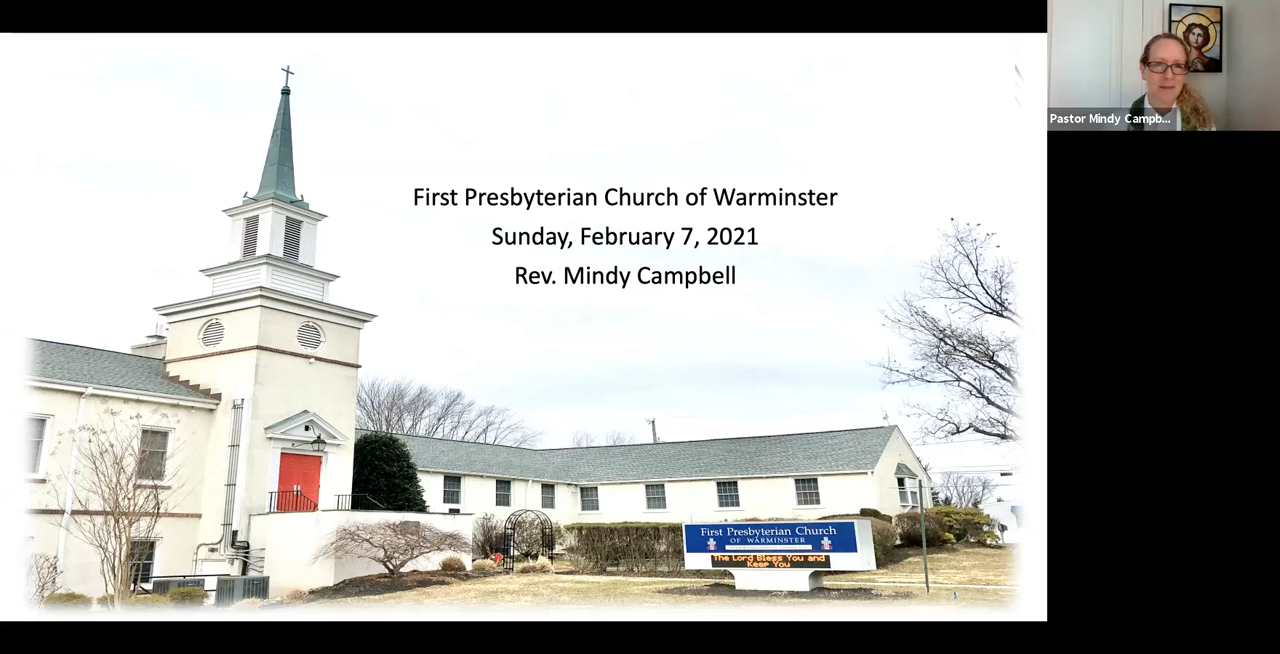 First Presbyterian Church of Warminster
Sunday, February 7, 2021
Rev. Mindy Campbell
Pastor Mindy Campb...
First Presbyterian Church
OF WARMINSTER
The Lord Bless You and
Keep You